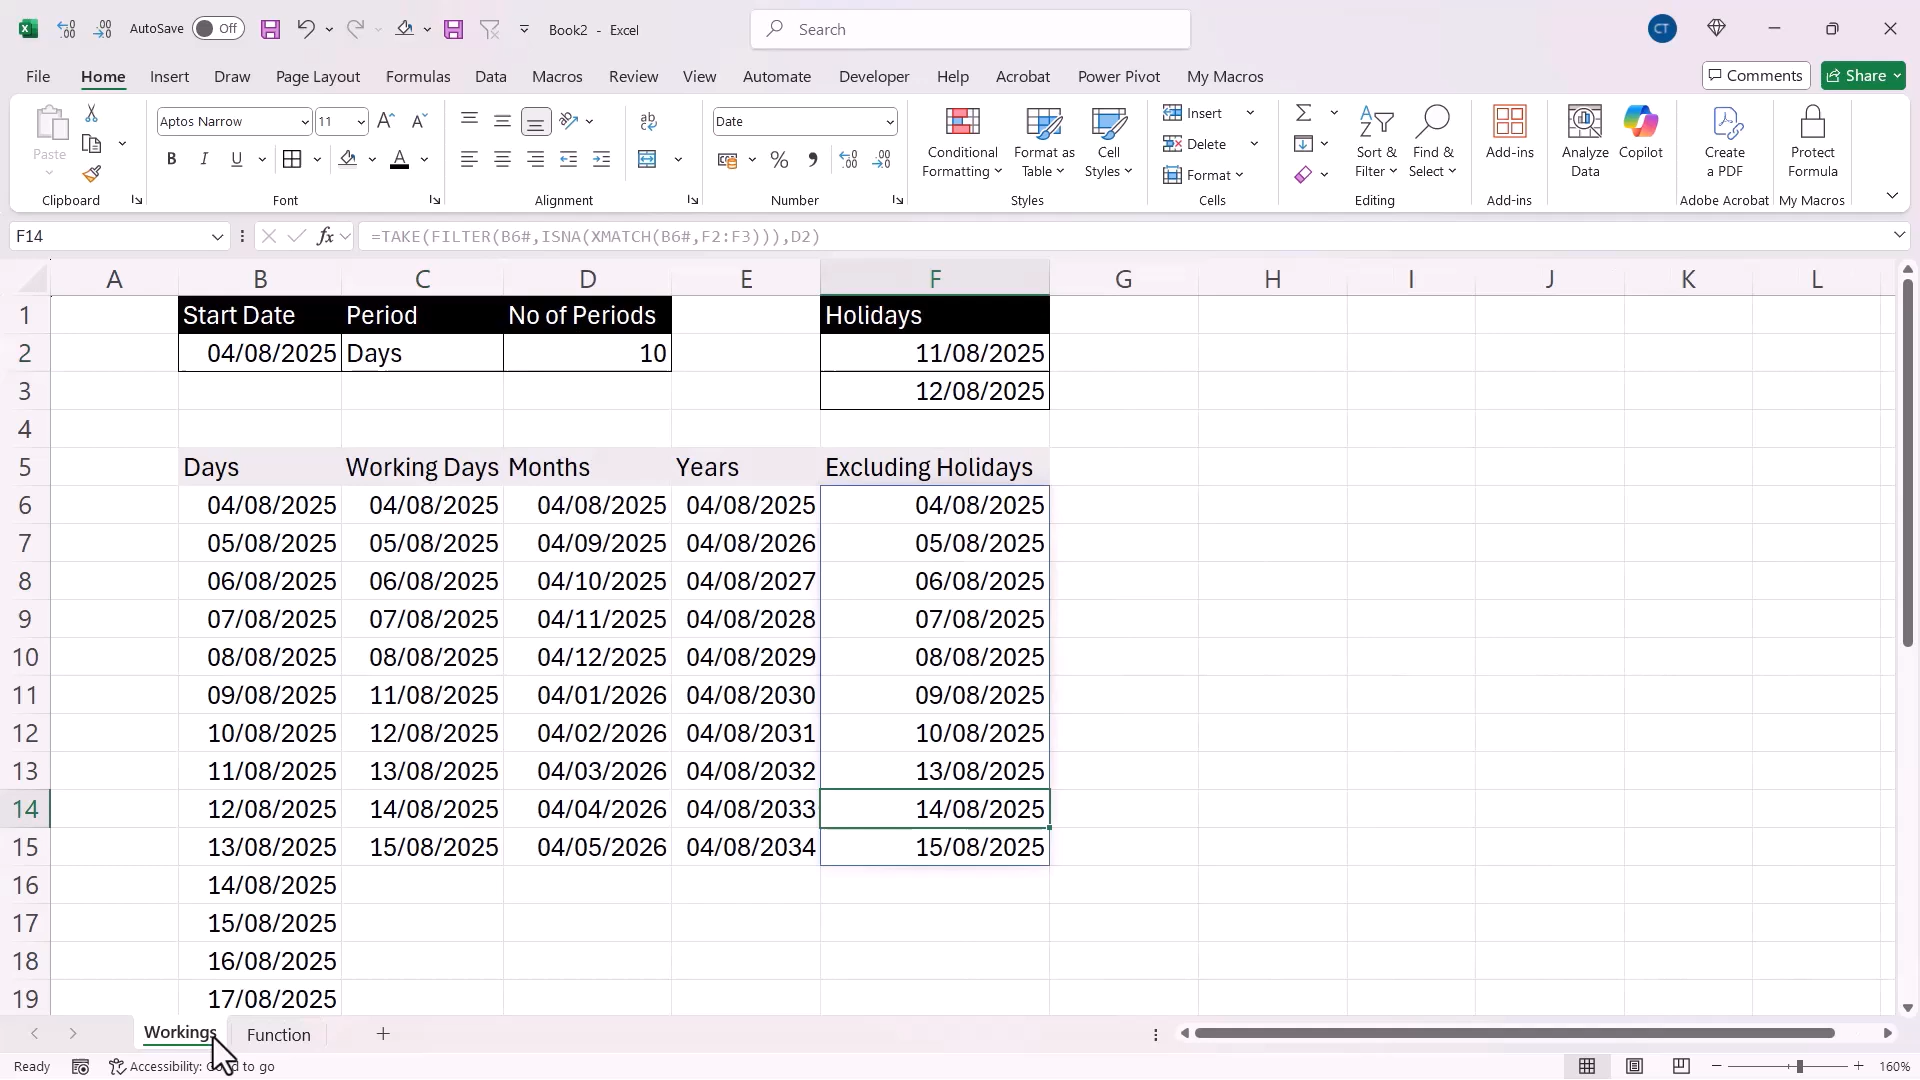 AutoSave Off Book2 - Excel Search CT
File Home Insert Draw Page Layout Formulas Data Macros Review View Automate Developer Help Acrobat Power Pivot My Macros Comments Share
Paste
Clipboard
Aptos Narrow 11
B I U A
Font
Alignment
Date
Number
Conditional Formatting
Format as Table
Cell Styles
Styles
Insert
Delete
Format
Cells
Sort & Filter
Find & Select
Editing
Add-ins
Add-ins
Analyze Data
Copilot
Create a PDF
Adobe Acrobat
Protect Formula
My Macros
F14 fx =TAKE(FILTER(B6#,ISNA(XMATCH(B6#,F2:F3))),D2)
A B C D E F G H I J K L
1 Start Date Period No of Periods Holidays
2 04/08/2025 Days 10 11/08/2025
3 12/08/2025
4
5 Days Working Days Months Years Excluding Holidays
6 04/08/2025 04/08/2025 04/08/2025 04/08/2025 04/08/2025
7 05/08/2025 05/08/2025 04/09/2025 04/08/2026 05/08/2025
8 06/08/2025 06/08/2025 04/10/2025 04/08/2027 06/08/2025
9 07/08/2025 07/08/2025 04/11/2025 04/08/2028 07/08/2025
10 08/08/2025 08/08/2025 04/12/2025 04/08/2029 08/08/2025
11 09/08/2025 11/08/2025 04/01/2026 04/08/2030 09/08/2025
12 10/08/2025 12/08/2025 04/02/2026 04/08/2031 10/08/2025
13 11/08/2025 13/08/2025 04/03/2026 04/08/2032 13/08/2025
14 12/08/2025 14/08/2025 04/04/2026 04/08/2033 14/08/2025
15 13/08/2025 15/08/2025 04/05/2026 04/08/2034 15/08/2025
16 14/08/2025
17 15/08/2025
18 16/08/2025
19 17/08/2025
Workings Function
Ready Accessibility: to go 160%